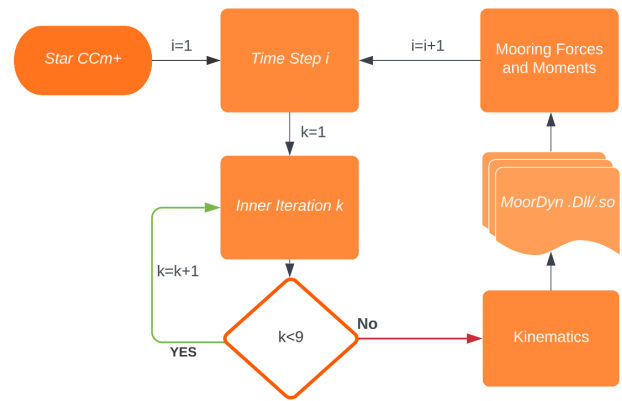 Star CCm+
i=1
Time Step i
i=i+1
Mooring Forces
and Moments
k=1
Inner Iteration k
MoorDyn .Dll/.so
k=k+1
k<9
No
YES
Kinematics